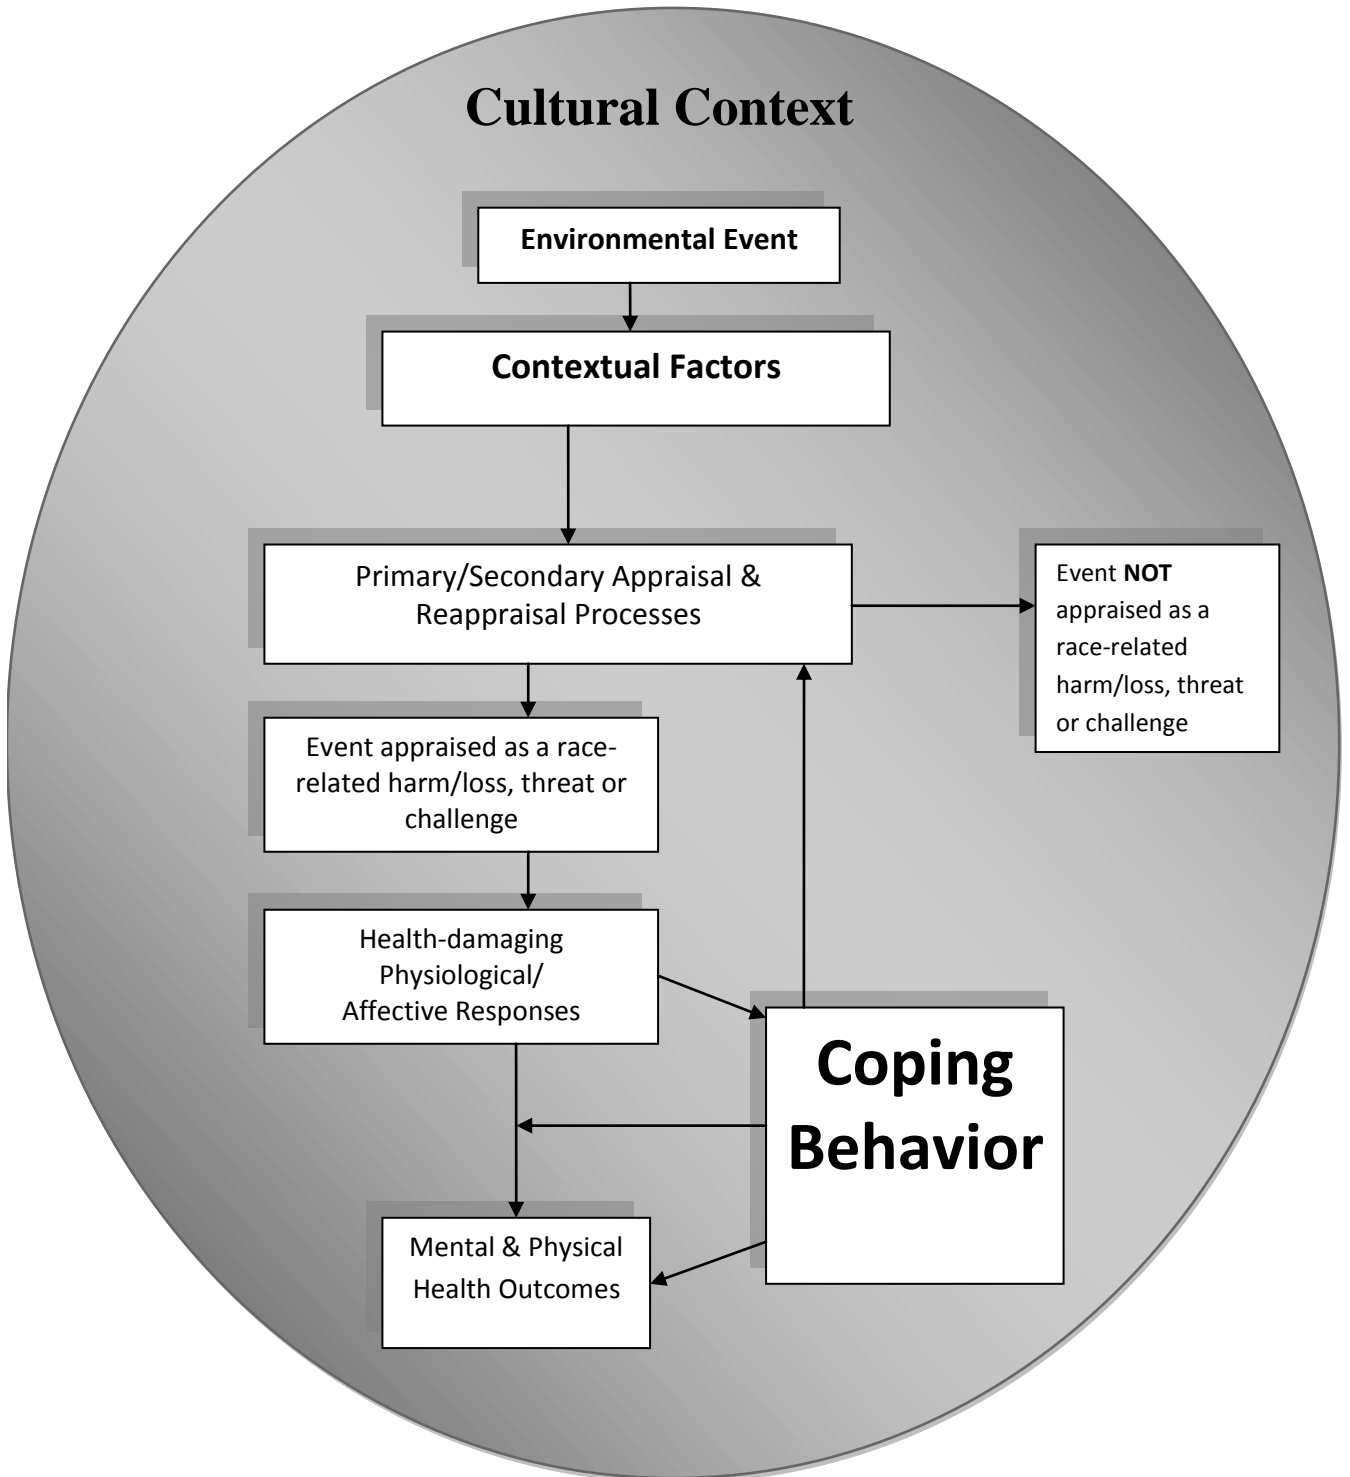 Cultural Context
Environmental Event
Contextual Factors
Primary/Secondary Appraisal &
Reappraisal Processes
Event NOT
appraised as a
race-related
harm/loss, threat
or challenge
Event appraised as a race-
related harm/loss, threat or
challenge
Health-damaging
Physiological/
Affective Responses
Coping
Behavior
Mental & Physical
Health Outcomes